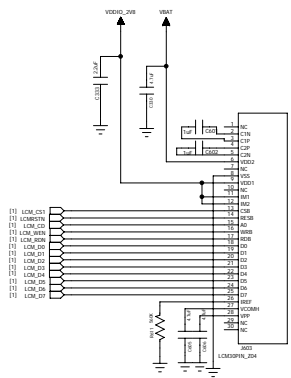 VDDIO_2V8
VBAT
2.2uF
C333
4.7uF
C330
1uF
C601
1uF
C602
1 NC
2 C1N
3 C1P
4 C2P
5 C2N
6 VDD2
7 NC
8 VSS
9 VDD1
10 NC
11 IM1
12 IM2
[1] LCM_CS1 13 CSB
[1] LCMRSTN 14 RESB
[1] LCM_CD 15 A0
[1] LCM_WEN 16 WRB
[1] LCM_RDN 17 RDB
[1] LCM_D0 18 D0
[1] LCM_D1 19 D1
[1] LCM_D2 20 D2
[1] LCM_D3 21 D3
[1] LCM_D4 22 D4
[1] LCM_D5 23 D5
[1] LCM_D6 24 D6
[1] LCM_D7 25 D7
26 IREF
27 VCOMH
28 VPP
29 NC
30 NC
560K
R611
4.7uF
4.7uF
C605
C606
J603
LCM30PIN_Z04